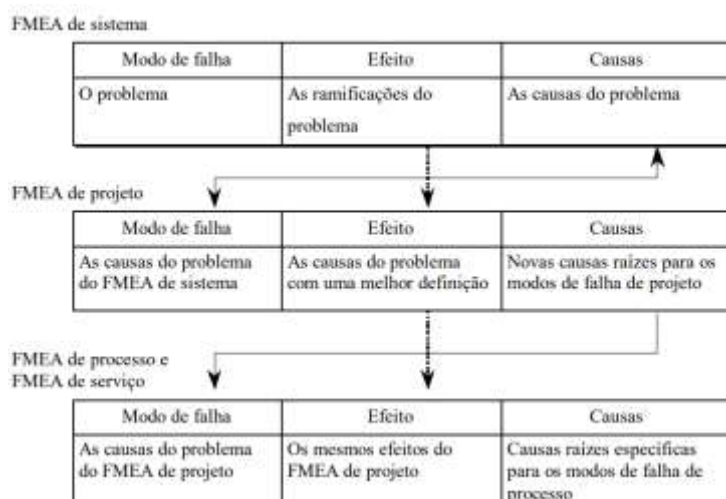 FMEA de sistema
Modo de falha Efeito Causas
O problema As ramificações do As causas do problema
problema
FMEA de projeto
Modo de falha Efeito Causas
As causas do problema As causas do problema Novas causas raízes para os
do FMEA de sistema com uma melhor definição modos de falha de projeto
FMEA de processo e
FMEA de serviço
Modo de falha Efeito Causas
As causas do problema Os mesmos efeitos do Causas raízes especificas
do FMEA de projeto FMEA de projeto para os modos de falha de
processo